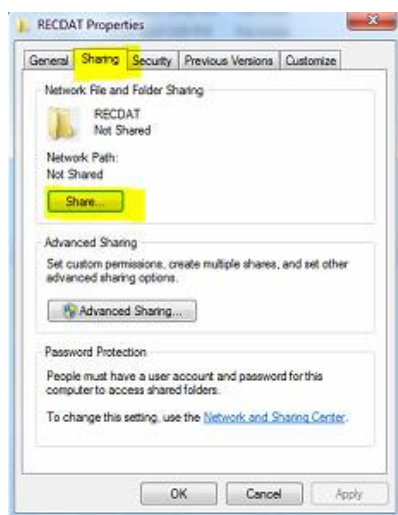 RECDAT Properties
General Sharing Security Previous Versions Customize
Network File and Folder Sharing
RECDAT
Not Shared
Network Path:
Not Shared
Share...
Advanced Sharing
Set custom permissions, create multiple shares, and set other
advanced sharing options.
Advanced Sharing...
Password Protection
People must have a user account and password for this
computer to access shared folders.
To change this setting, use the Network and Sharing Center.
OK Cancel Apply